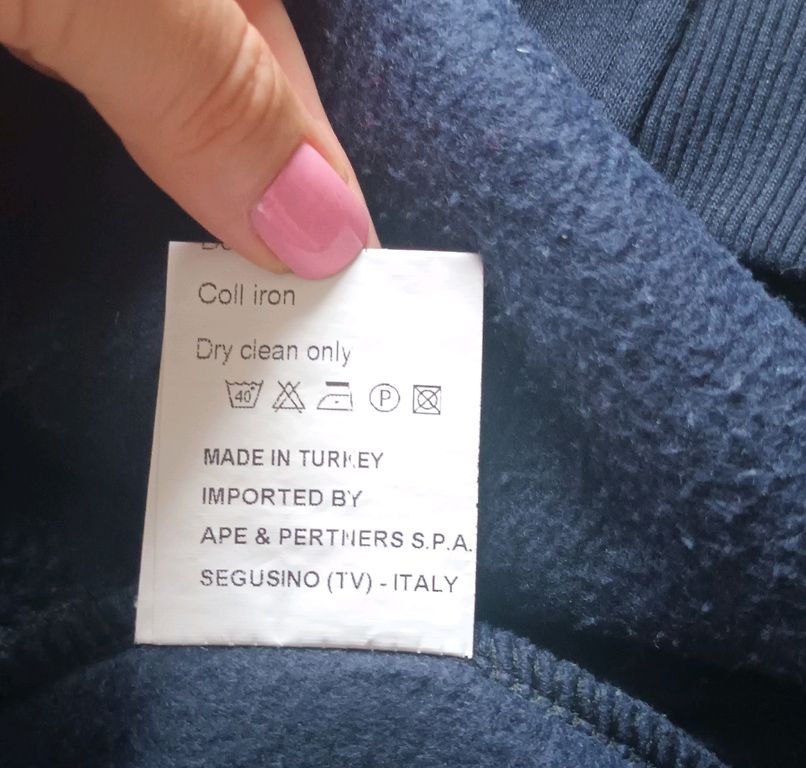 Coll iron
Dry clean only
40°
P
MADE IN TURKEY
IMPORTED BY
APE & PERTNERS S.P.A.
SEGUSINO (TV) - ITALY